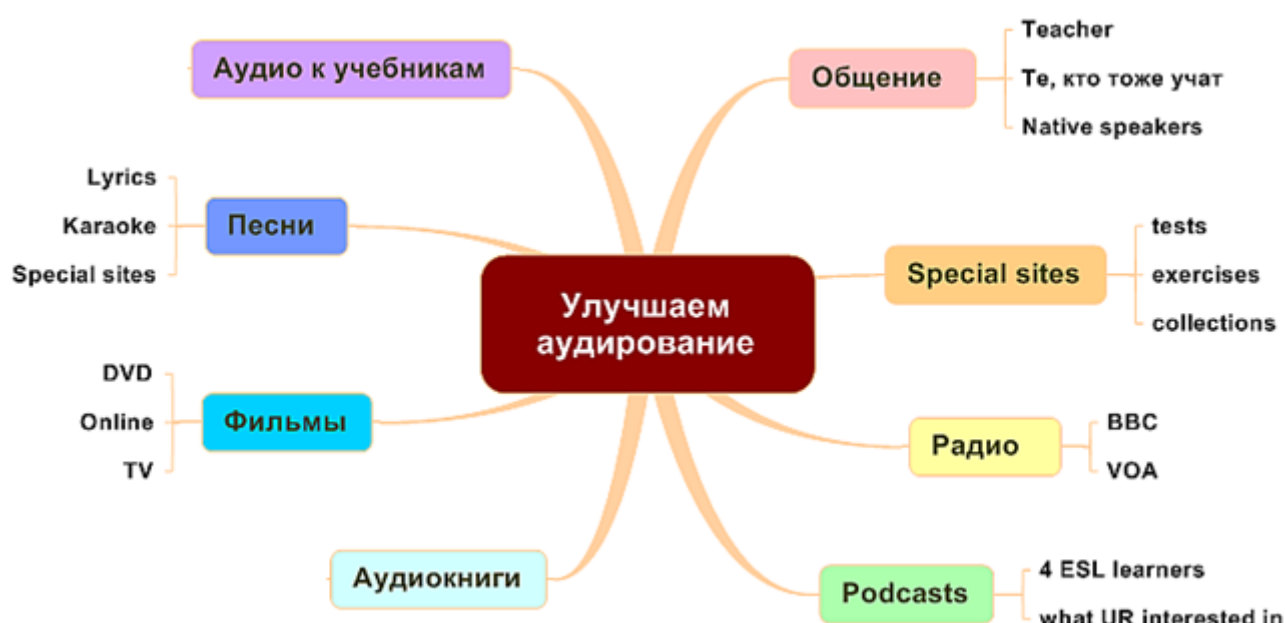 Улучшаем
аудирование
Общение
Teacher
Те, кто тоже учат
Native speakers
Special sites
tests
exercises
collections
Радио
BBC
VOA
Podcasts
4 ESL learners
what UR interested in
Аудиокниги
Фильмы
DVD
Online
TV
Песни
Lyrics
Karaoke
Special sites
Аудио к учебникам